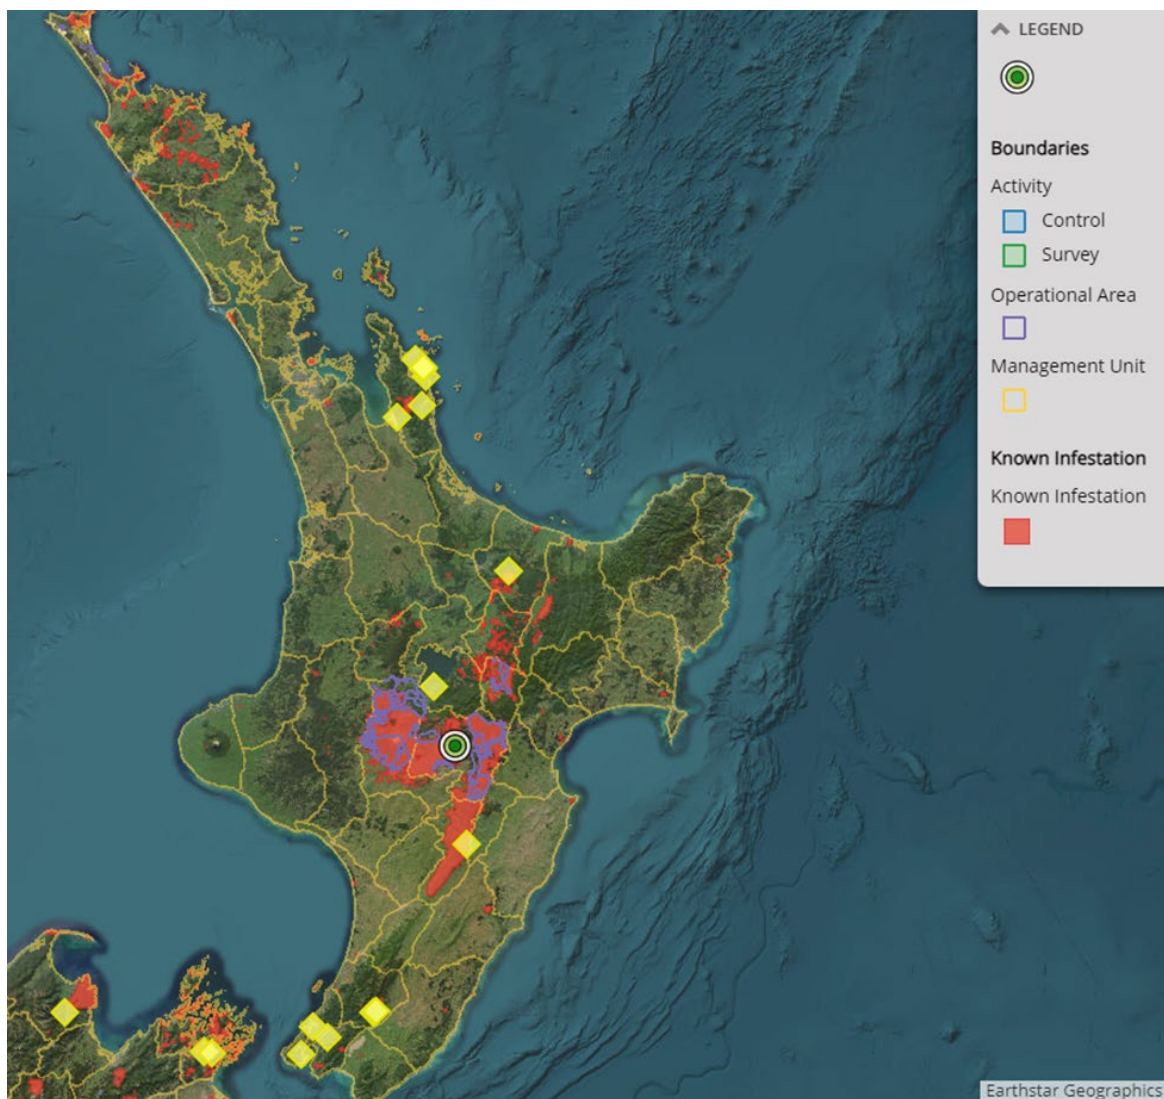 LEGEND
Boundaries
Activity
Control
Survey
Operational Area
Management Unit
Known Infestation
Known Infestation
Earthstar Geographics